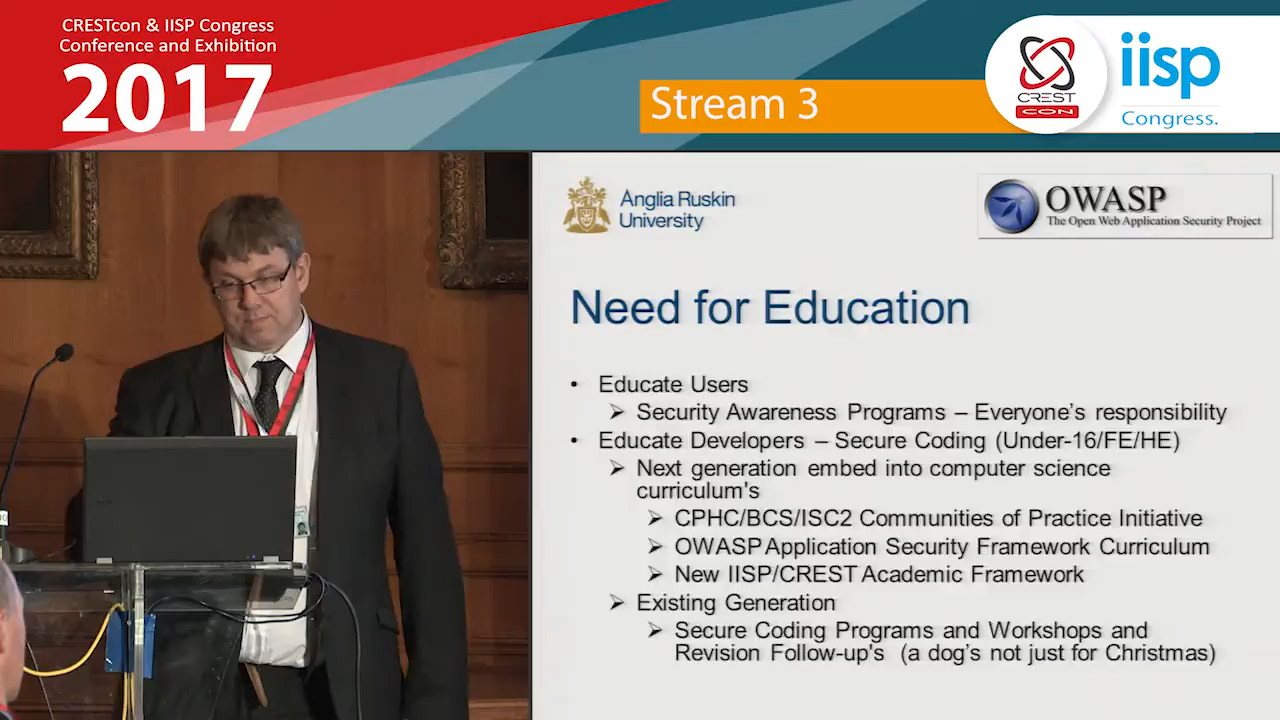 CRESTcon & IISP Congress
Conference and Exhibition
2017
Stream 3
CREST
CON
iisp
Congress.
Anglia Ruskin
University
OWASP
The Open Web Application Security Project
Need for Education
• Educate Users
➢ Security Awareness Programs – Everyone's responsibility
• Educate Developers – Secure Coding (Under-16/FE/HE)
➢ Next generation embed into computer science
curriculum's
➢ CPHC/BCS/ISC2 Communities of Practice Initiative
➢ OWASP Application Security Framework Curriculum
➢ New IISP/CREST Academic Framework
➢ Existing Generation
➢ Secure Coding Programs and Workshops and
Revision Follow-up's (a dog's not just for Christmas)